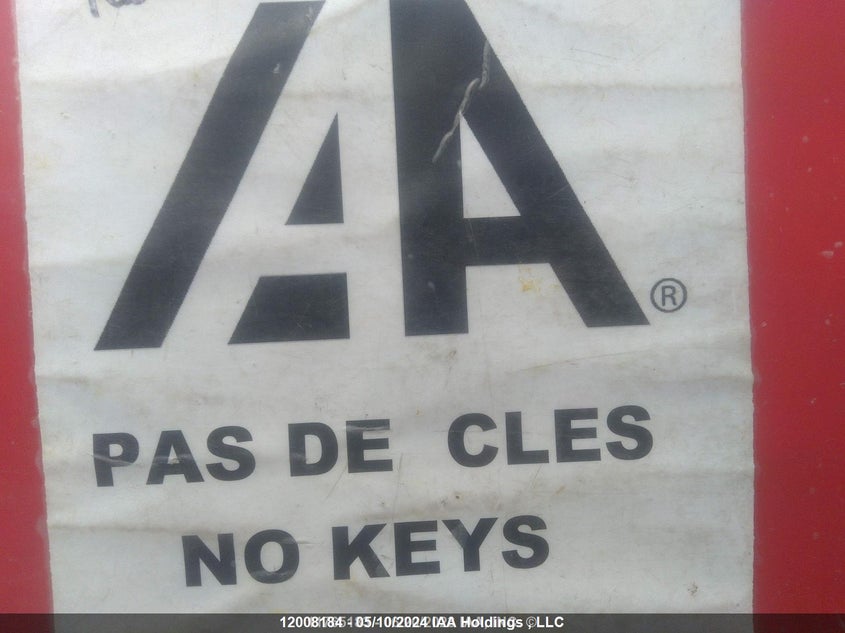 IAA®
PAS DE CLES
NO KEYS
12008184 - 05/10/2024 IAA Holdings, LLC